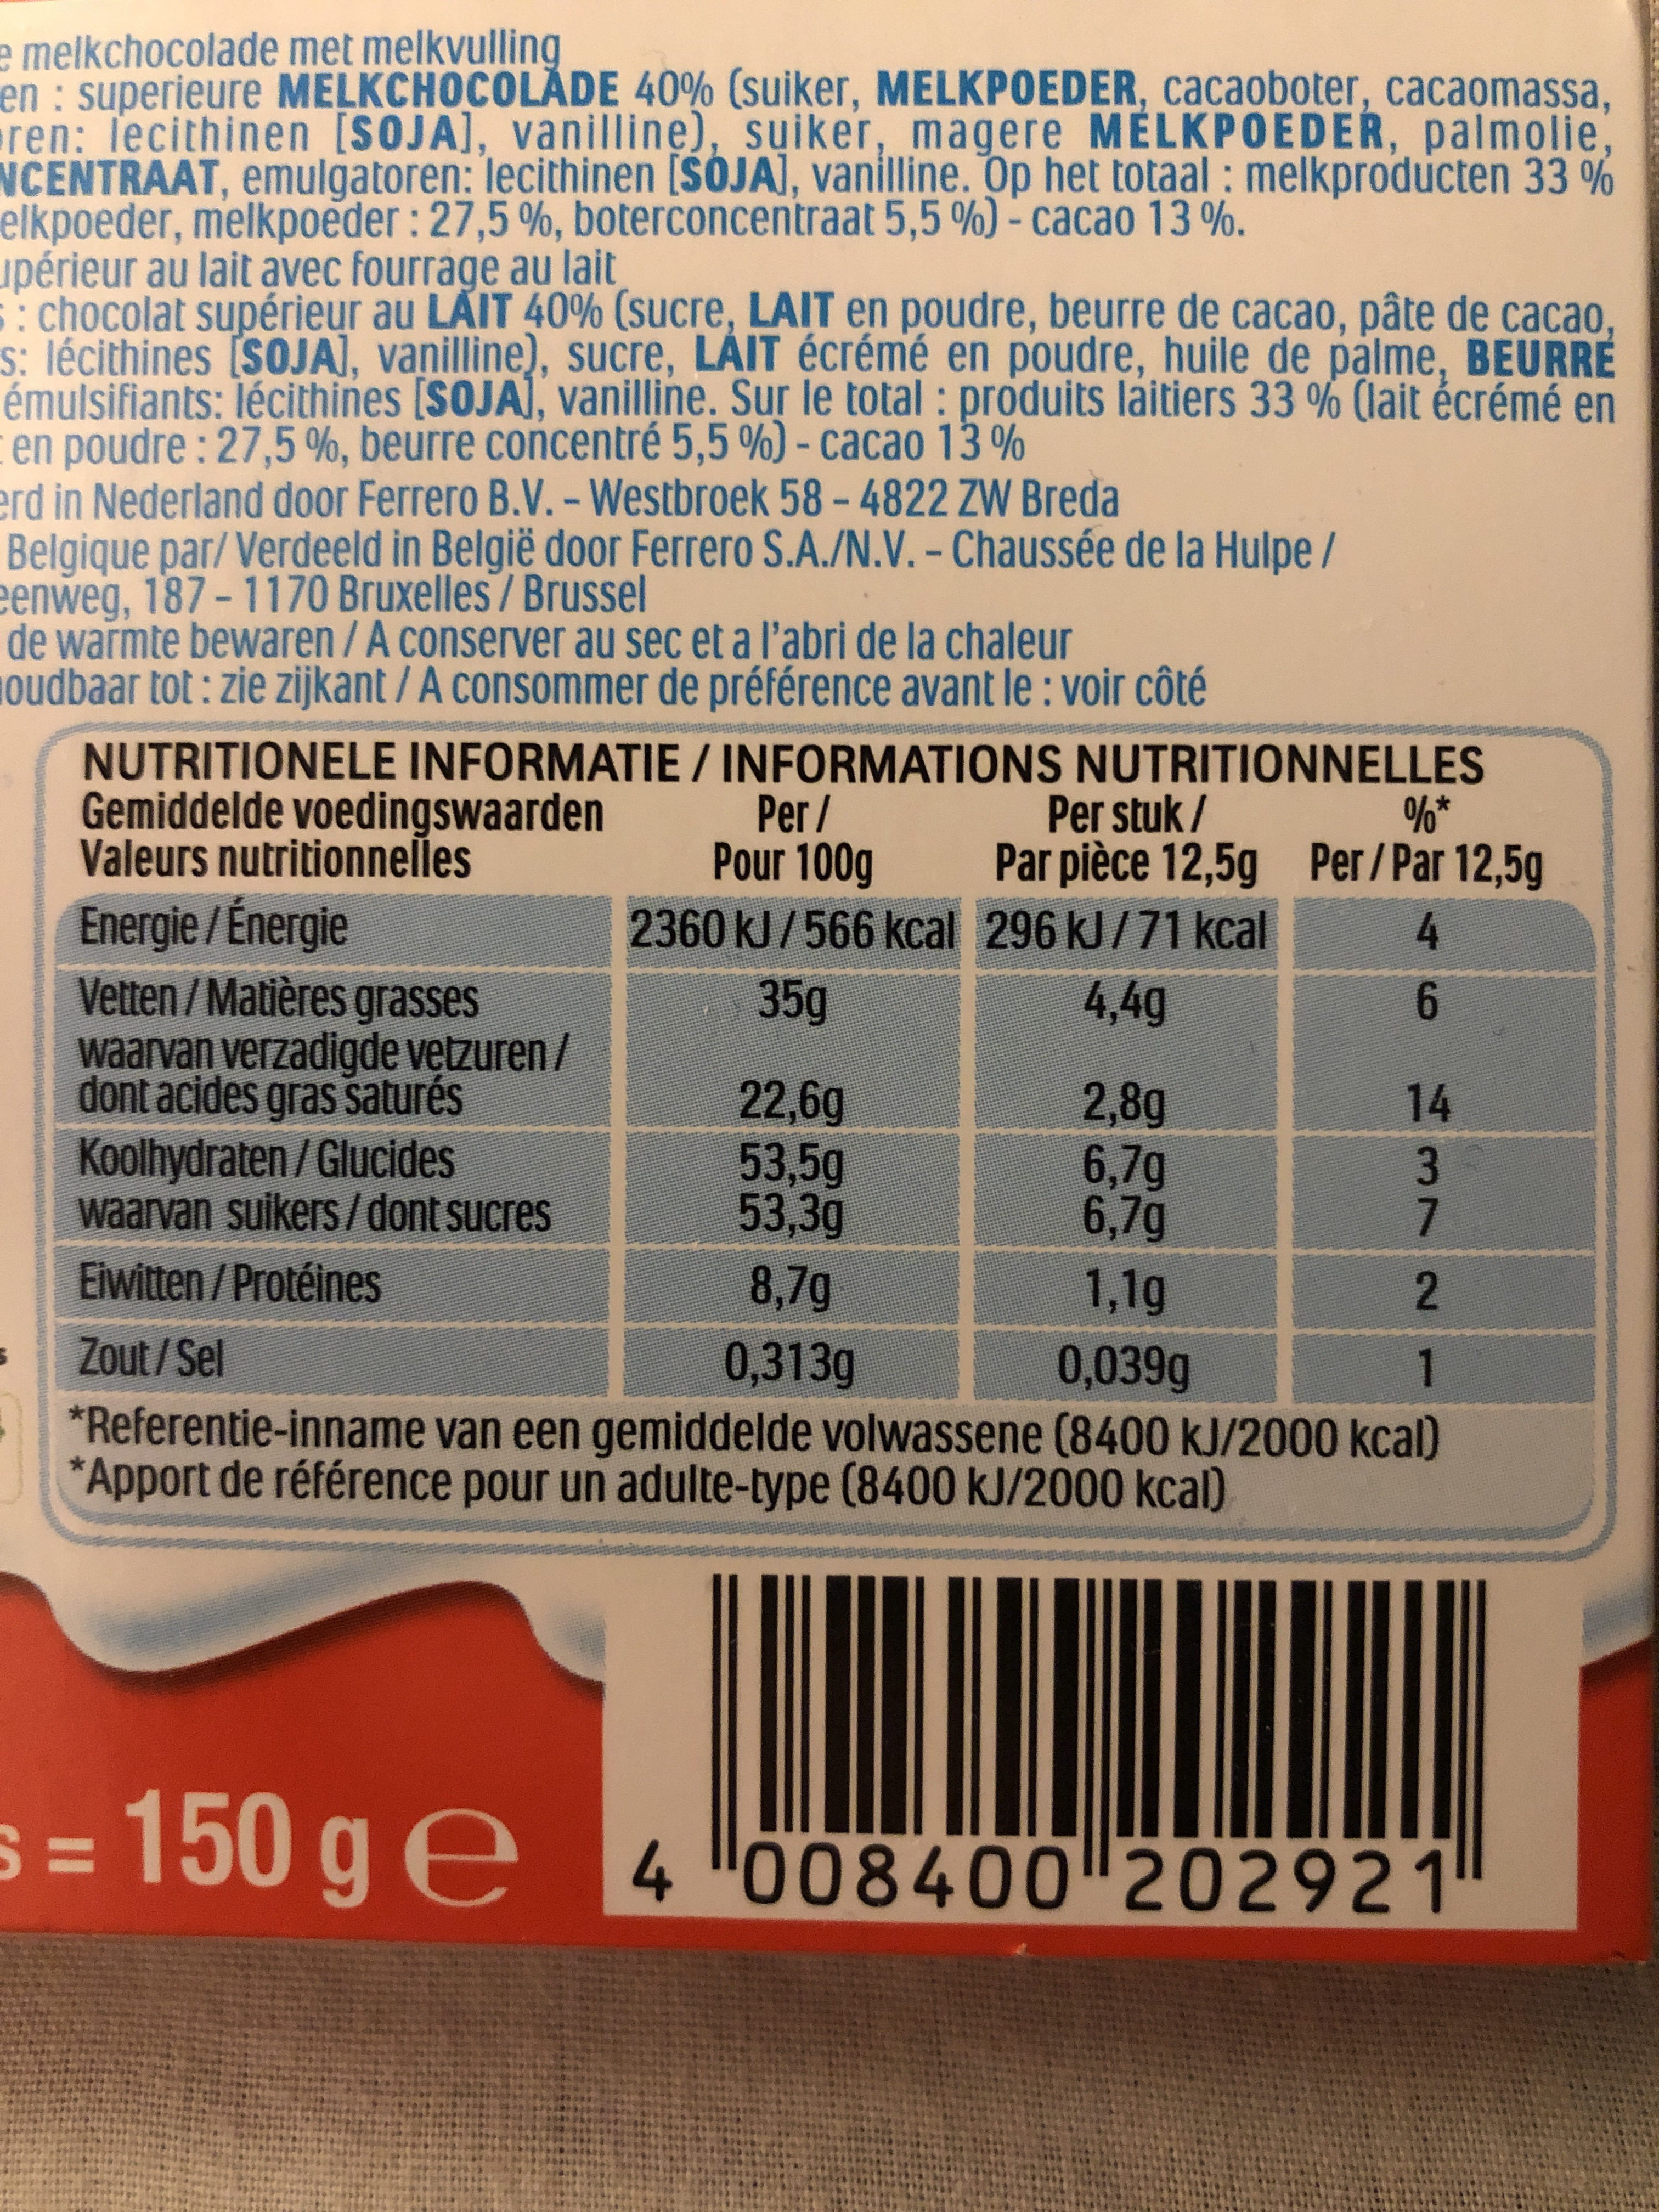 e melkchocolade met melkvulling
en : superieure MELKCHOCOLADE 40% (suiker, MELKPOEDER, cacaoboter, cacaomassa,
ren: lecithinen [SOJA], vanilline), suiker, magere MELKPOEDER, palmolie,
NCENTRAAT, emulgatoren: lecithinen [SOJA], vanilline. Op het totaal : melkproducten 33 %
elkpoeder, melkpoeder : 27,5 %, boterconcentraat 5,5 %) - cacao 13 %.
upérieur au lait avec fourrage au lait
s : chocolat supérieur au LAIT 40% (sucre, LAIT en poudre, beurre de cacao, pâte de cacao,
s: lécithines [SOJA], vanilline), sucre, LAIT écrémé en poudre, huile de palme, BEURRE
émulsifiants: lécithines [SOJA], vanilline. Sur le total : produits laitiers 33 % (lait écrémé en
en poudre : 27,5 %, beurre concentré 5,5 %) - cacao 13 %
erd in Nederland door Ferrero B.V. – Westbroek 58 – 4822 ZW Breda
Belgique par/ Verdeeld in België door Ferrero S.A./N.V. – Chaussée de la Hulpe /
eenweg, 187 – 1170 Bruxelles / Brussel
de warmte bewaren / A conserver au sec et a l'abri de la chaleur
oudbaar tot : zie zijkant / A consommer de préférence avant le : voir côté
NUTRITIONELE INFORMATIE / INFORMATIONS NUTRITIONNELLES
Gemiddelde voedingswaarden Per / Per stuk / %*
Valeurs nutritionnelles Pour 100g Par pièce 12,5g Per / Par 12,5g
Energie / Énergie 2360 kJ / 566 kcal 296 kJ / 71 kcal 4
Vetten / Matières grasses 35g 4,4g 6
waarvan verzadigde vetzuren /
dont acides gras saturés 22,6g 2,8g 14
Koolhydraten / Glucides 53,5g 6,7g 3
waarvan suikers / dont sucres 53,3g 6,7g 7
Eiwitten / Protéines 8,7g 1,1g 2
Zout / Sel 0,313g 0,039g 1
*Referentie-inname van een gemiddelde volwassene (8400 kJ/2000 kcal)
*Apport de référence pour un adulte-type (8400 kJ/2000 kcal)
s = 150 g e
4 008400 202921